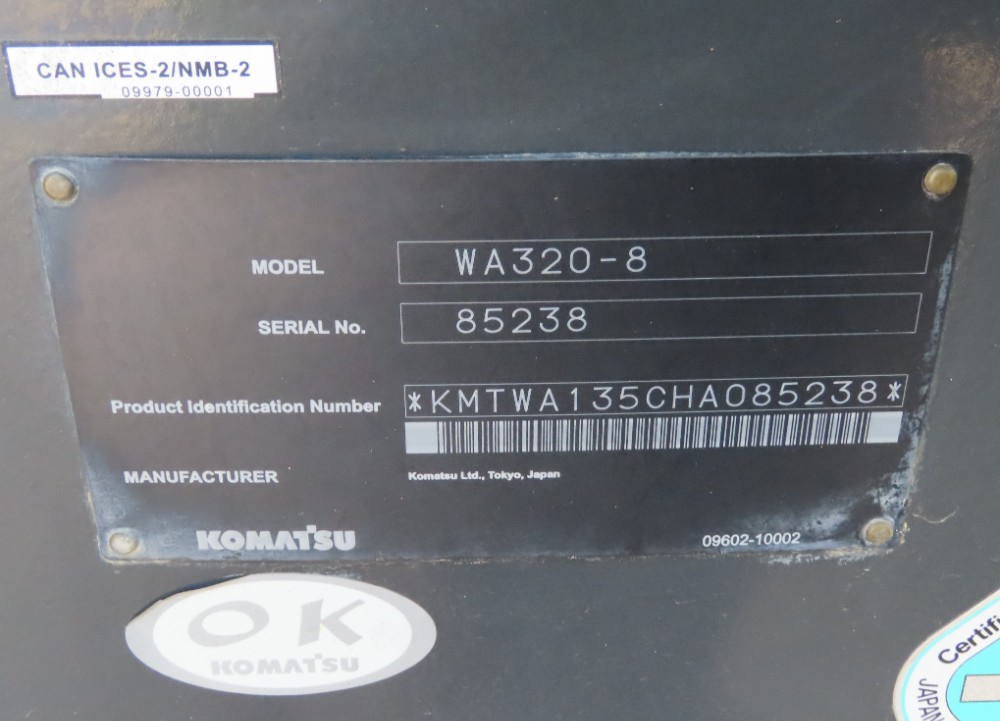 CAN ICES-2/NMB-2
09979-00001
MODEL WA320-8
SERIAL No. 85238
Product Identification Number *KMTWA135CHA085238*
MANUFACTURER Komatsu Ltd., Tokyo, Japan
KOMATSU 09602-10002
OK
KOMATSU
JAPAN